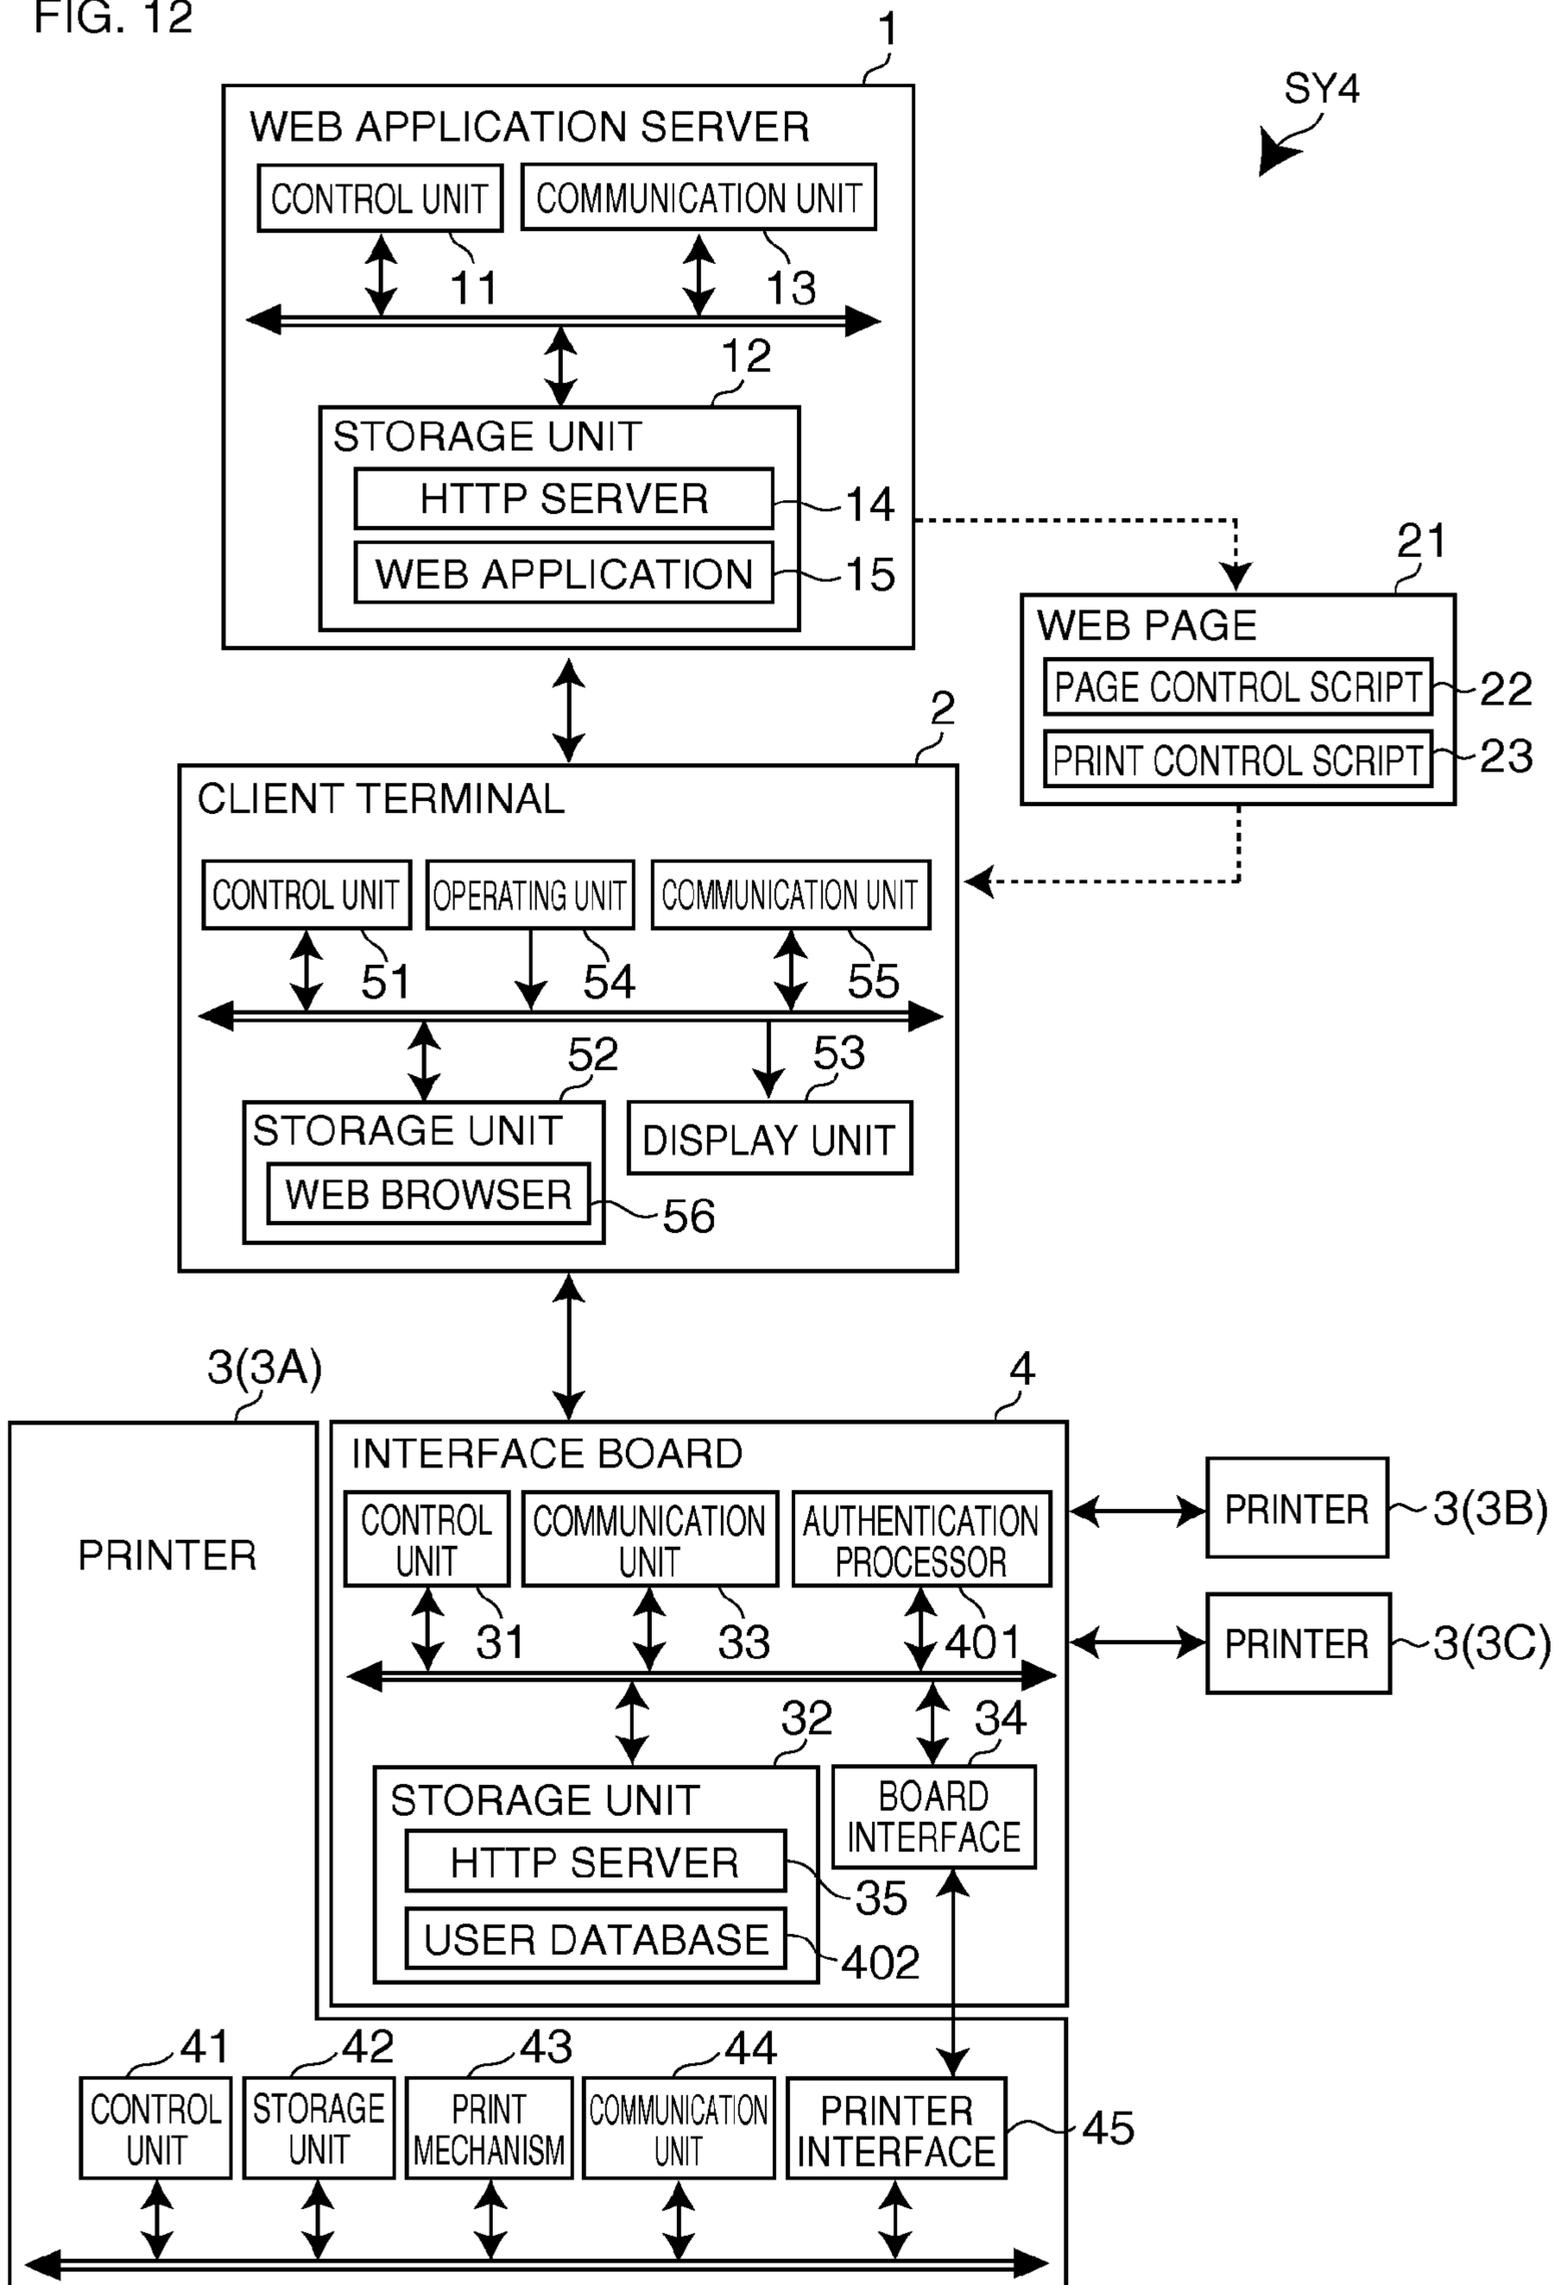 FIG. 12
1
SY4
WEB APPLICATION SERVER
CONTROL UNIT
COMMUNICATION UNIT
11
13
12
STORAGE UNIT
HTTP SERVER
14
WEB APPLICATION
15
21
WEB PAGE
PAGE CONTROL SCRIPT
22
PRINT CONTROL SCRIPT
23
2
CLIENT TERMINAL
CONTROL UNIT
OPERATING UNIT
COMMUNICATION UNIT
51
54
55
52
53
STORAGE UNIT
WEB BROWSER
56
DISPLAY UNIT
3(3A)
4
PRINTER
INTERFACE BOARD
CONTROL
UNIT
COMMUNICATION
UNIT
AUTHENTICATION
PROCESSOR
31
33
401
PRINTER
3(3B)
PRINTER
3(3C)
32
34
STORAGE UNIT
HTTP SERVER
35
USER DATABASE
402
BOARD
INTERFACE
41
42
43
44
CONTROL
UNIT
STORAGE
UNIT
PRINT
MECHANISM
COMMUNICATION
UNIT
PRINTER
INTERFACE
45